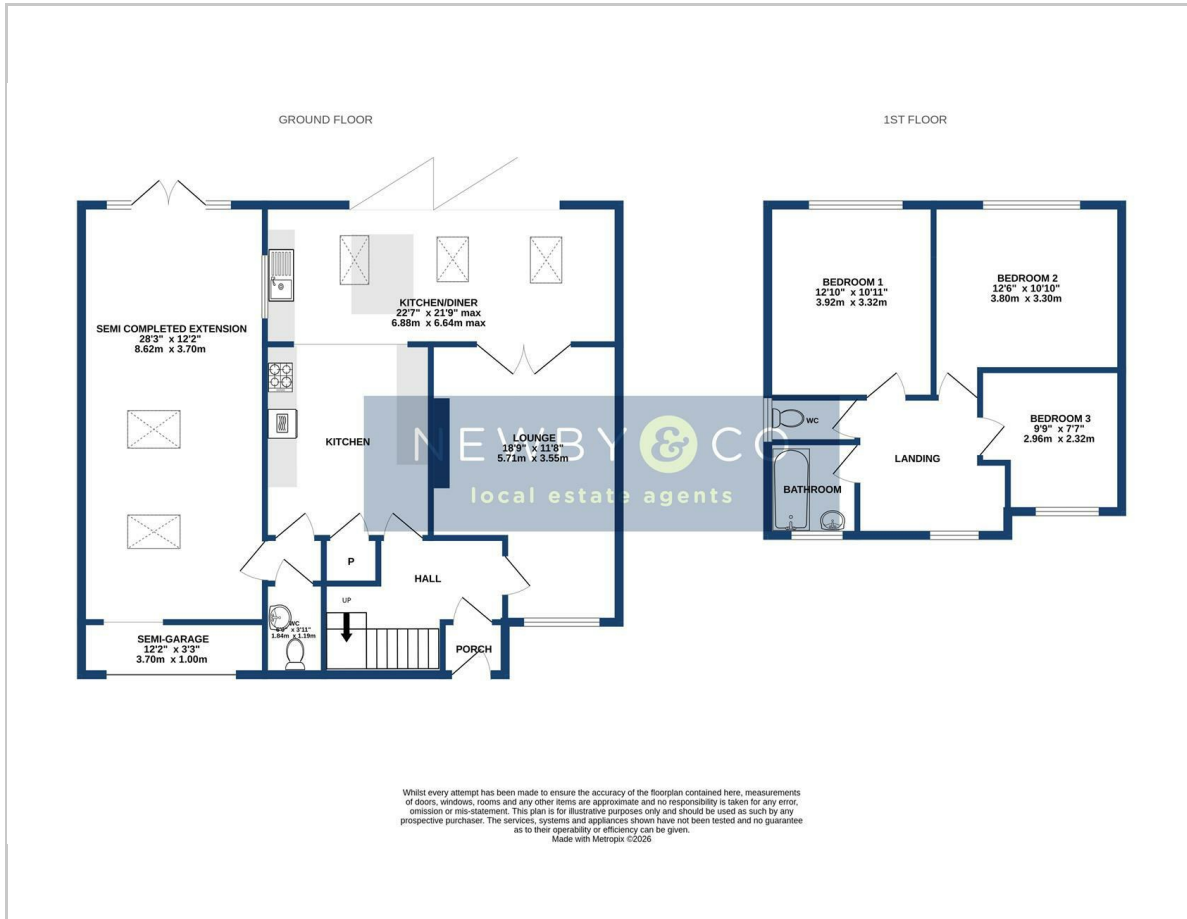 GROUND FLOOR
1ST FLOOR
SEMI COMPLETED EXTENSION
28'3" x 12'2"
8.62m x 3.70m
KITCHEN/DINER
22'7" x 21'9" max
6.88m x 6.64m max
KITCHEN
LOUNGE
18'9" x 11'8"
5.71m x 3.55m
P
HALL
UP
WC
x 3'11"
1.84m x 1.19m
PORCH
SEMI-GARAGE
12'2" x 3'3"
3.70m x 1.00m
BEDROOM 1
12'10" x 10'11"
3.92m x 3.32m
BEDROOM 2
12'6" x 10'10"
3.80m x 3.30m
BEDROOM 3
9'9" x 7'7"
2.96m x 2.32m
WC
LANDING
BATHROOM
NEWBY & CO
local estate agents
Whilst every attempt has been made to ensure the accuracy of the floorplan contained here, measurements
of doors, windows, rooms and any other items are approximate and no responsibility is taken for any error,
omission or mis-statement. This plan is for illustrative purposes only and should be used as such by any
prospective purchaser. The services, systems and appliances shown have not been tested and no guarantee
as to their operability or efficiency can be given.
Made with Metropix ©2026